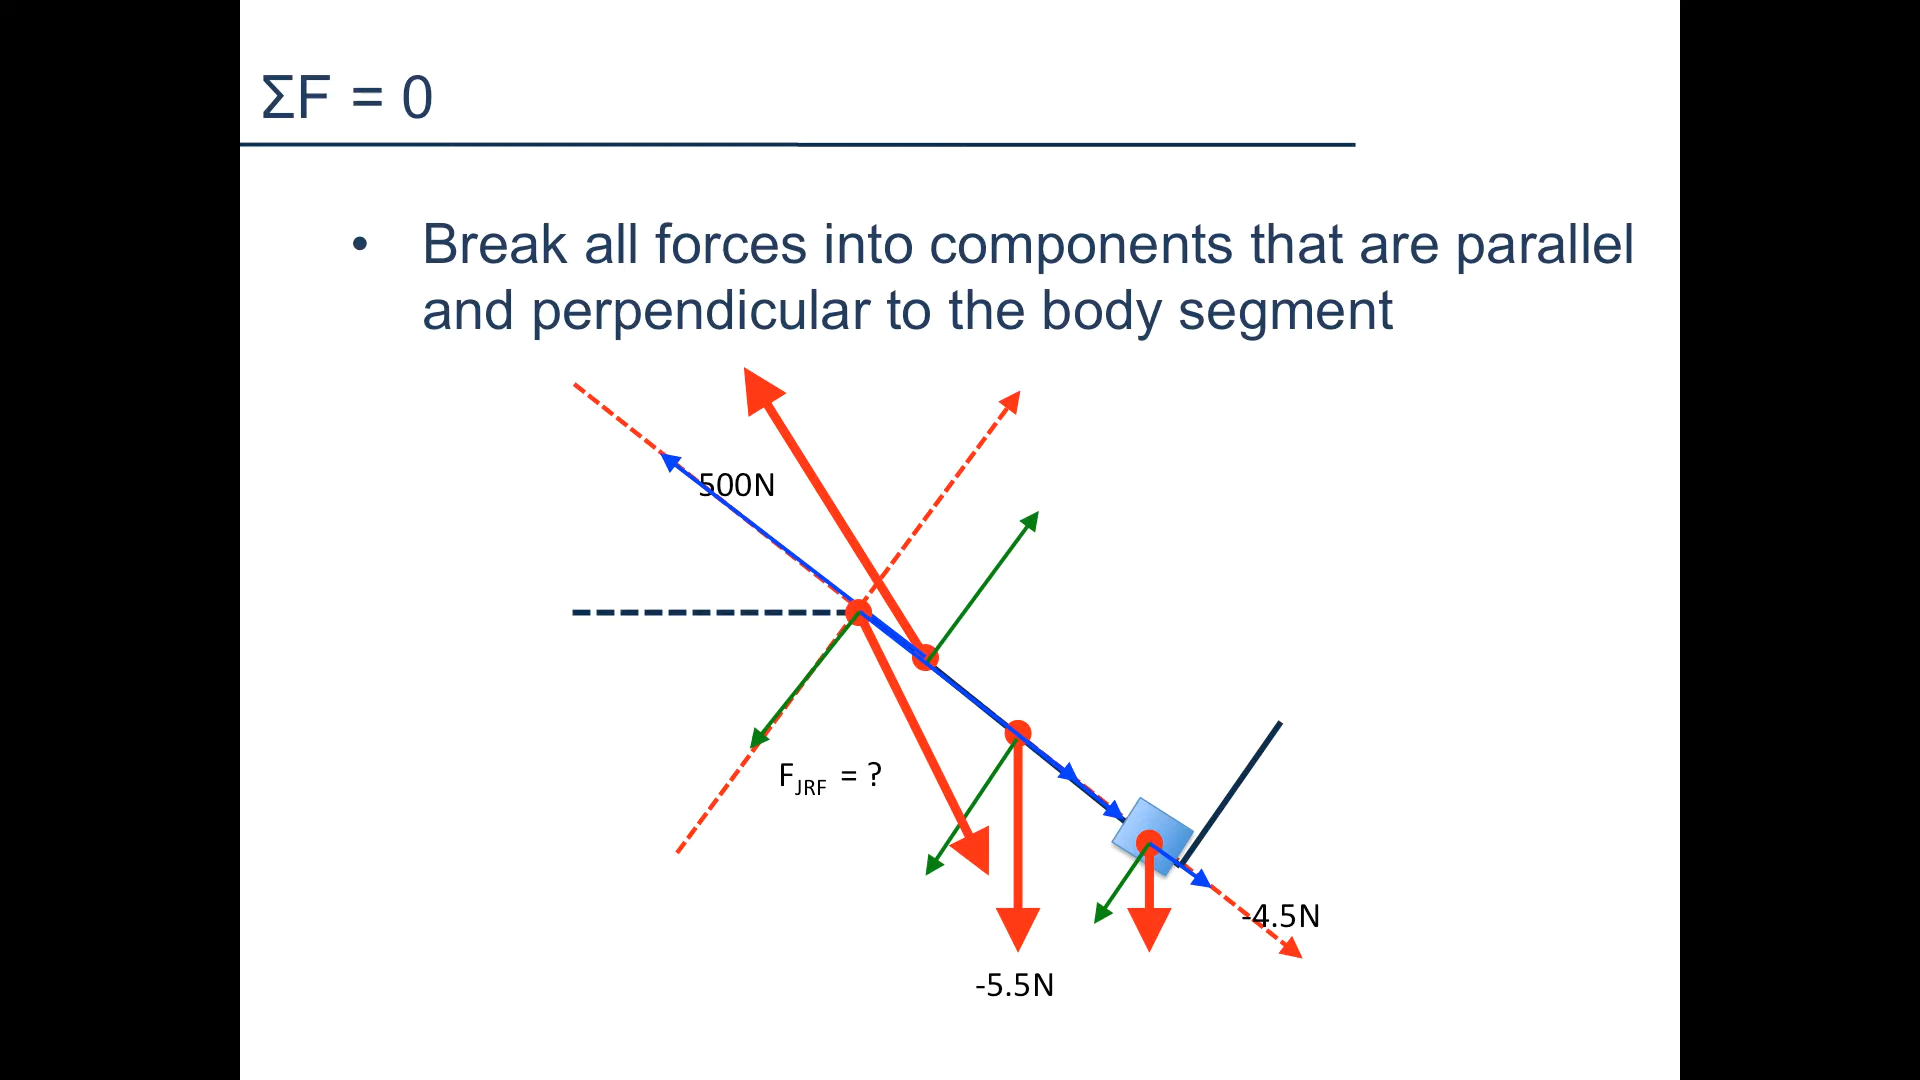 ΣF = 0
• Break all forces into components that are parallel
and perpendicular to the body segment
500N
FJRF = ?
-4.5N
-5.5N